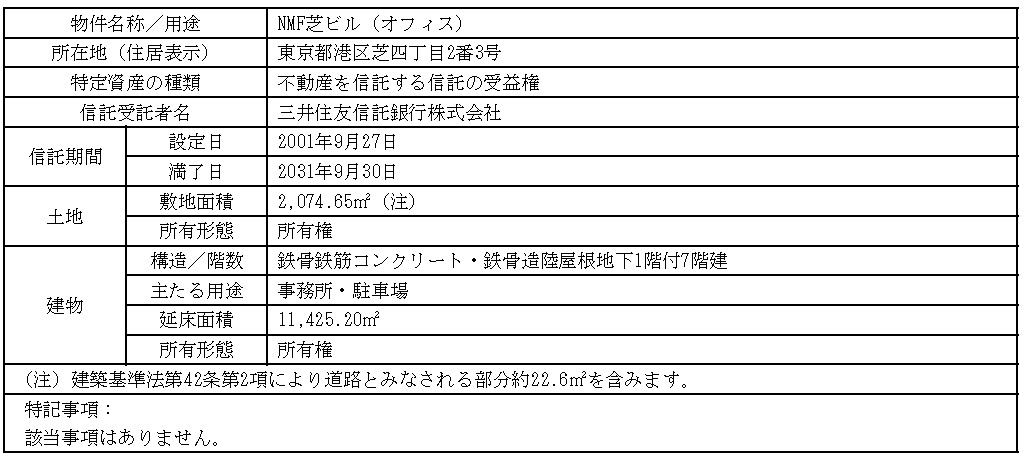 物件名称／用途 NMF芝ビル（オフィス）
所在地（住居表示） 東京都港区芝四丁目2番3号
特定資産の種類 不動産を信託する信託の受益権
信託受託者名 三井住友信託銀行株式会社
信託期間 設定日 2001年9月27日
満了日 2031年9月30日
土地 敷地面積 2,074.65㎡（注）
所有形態 所有権
建物 構造／階数 鉄骨鉄筋コンクリート・鉄骨造陸屋根地下1階付7階建
主たる用途 事務所・駐車場
延床面積 11,425.20㎡
所有形態 所有権
（注）建築基準法第42条第2項により道路とみなされる部分約22.6㎡を含みます。
特記事項：
該当事項はありません。